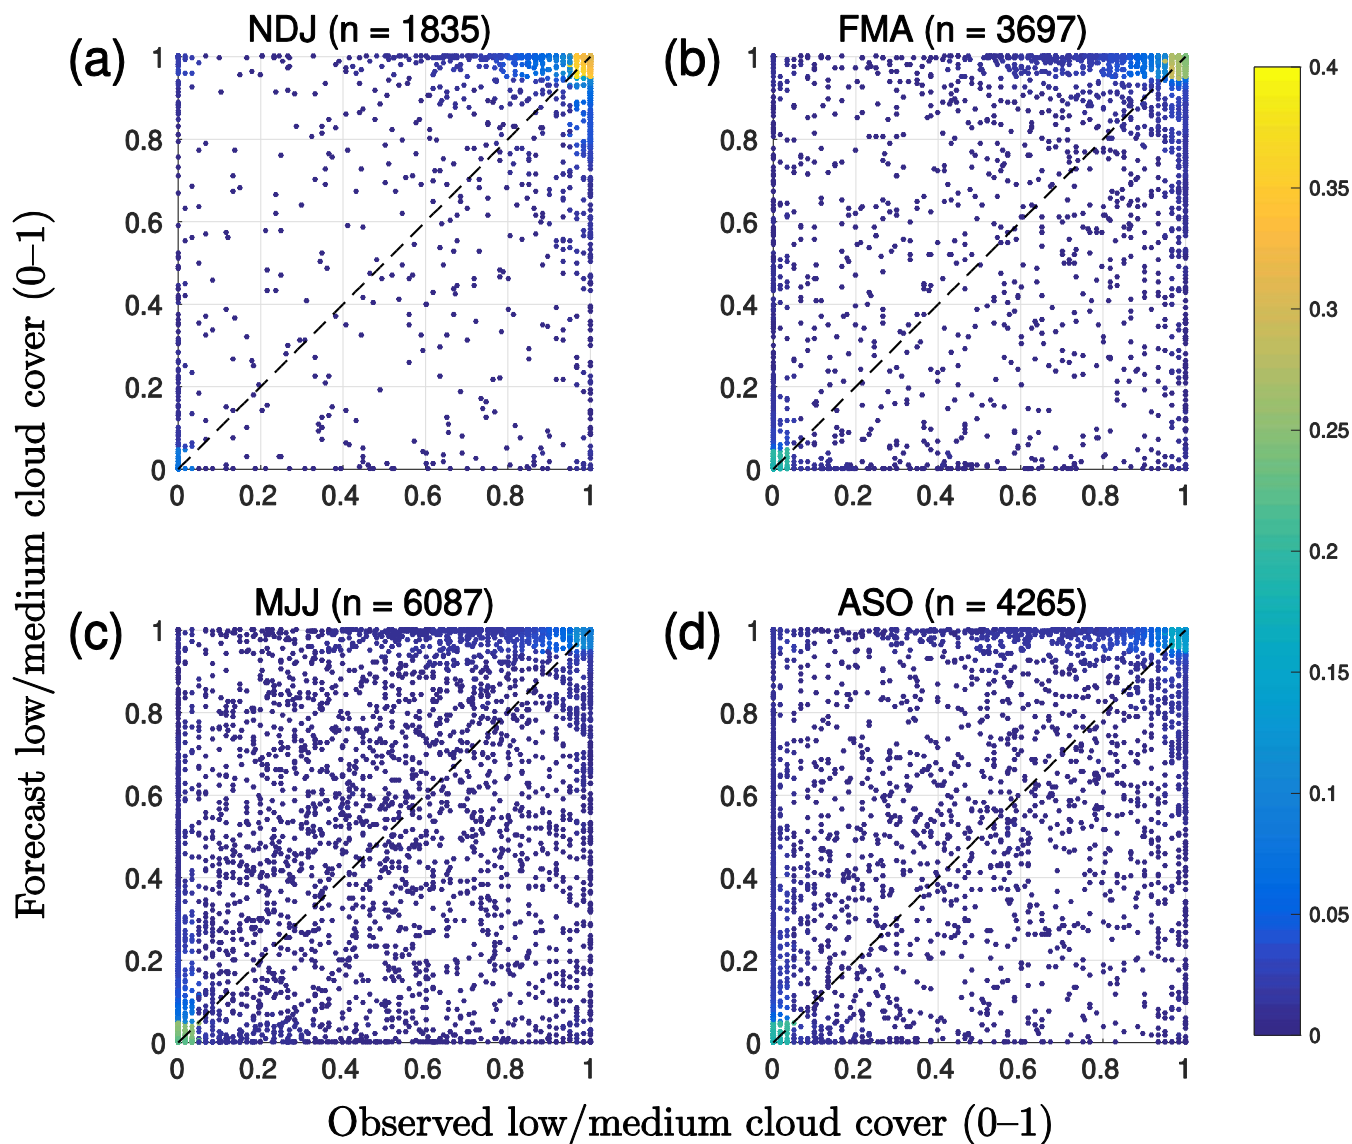 (a)
NDJ (n = 1835)
1
0.8
0.6
0.4
0.2
0
0 0.2 0.4 0.6 0.8 1
(b)
FMA (n = 3697)
1
0.8
0.6
0.4
0.2
0
0 0.2 0.4 0.6 0.8 1
(c)
MJJ (n = 6087)
1
0.8
0.6
0.4
0.2
0
0 0.2 0.4 0.6 0.8 1
(d)
ASO (n = 4265)
1
0.8
0.6
0.4
0.2
0
0 0.2 0.4 0.6 0.8 1
0.4
0.35
0.3
0.25
0.2
0.15
0.1
0.05
0
Forecast low/medium cloud cover (0–1)
Observed low/medium cloud cover (0–1)